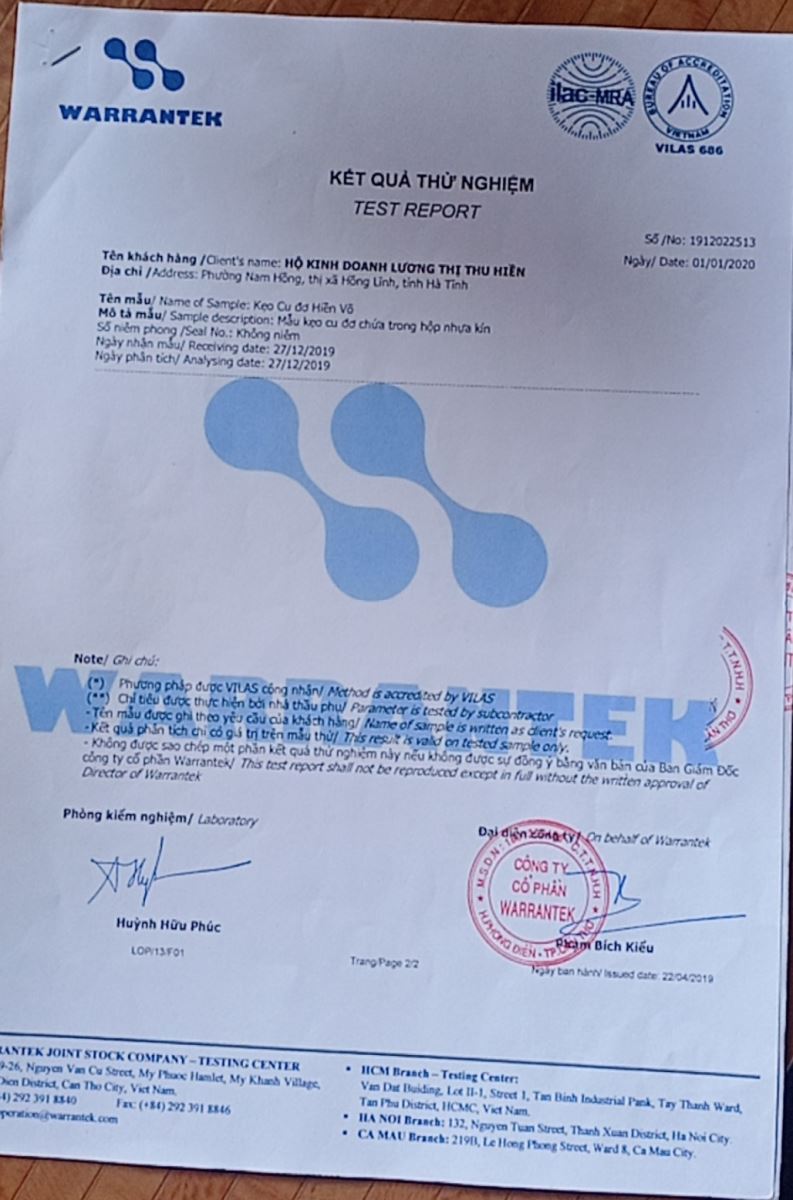 WARRANTEK
ilac-MRA
BUREAU OF ACCREDITATION
VIETNAM
VILAS 686
KẾT QUẢ THỬ NGHIỆM
TEST REPORT
Số /No: 1912022513
Ngày/ Date: 01/01/2020
Tên khách hàng /Client's name: HỘ KINH DOANH LƯƠNG THỊ THU HIỀN
Địa chỉ /Address: Phường Nam Hồng, thị xã Hồng Lĩnh, tỉnh Hà Tĩnh
Tên mẫu/ Name of Sample: Kẹo Cu đơ Hiền Võ
Mô tả mẫu/ Sample description: Mẫu kẹo cu đơ chứa trong hộp nhựa kín
Số niêm phong /Seal No.: Không niêm
Ngày nhận mẫu/ Receiving date: 27/12/2019
Ngày phân tích/ Analysing date: 27/12/2019
WARRANTEK
Note/ Ghi chú:
(*) Phương pháp được VILAS công nhận/ Method is accredited by VILAS
(**) Chỉ tiêu được thực hiện bởi nhà thầu phụ/ Parameter is tested by subcontractor
- Tên mẫu được ghi theo yêu cầu của khách hàng/ Name of sample is written as client's request.
- Kết quả phân tích chỉ có giá trị trên mẫu thử/ This result is valid on tested sample only.
- Không được sao chép một phần kết quả thử nghiệm này nếu không được sự đồng ý bằng văn bản của Ban Giám Đốc
công ty cổ phần Warrantek/ This test report shall not be reproduced except in full without the written approval of
Director of Warrantek
Phòng kiểm nghiệm/ Laboratory
Đại diện công ty/ On behalf of Warrantek
CÔNG TY
CỔ PHẦN
WARRANTEK
Huỳnh Hữu Phúc
Phạm Bích Kiều
LOP/13/F01
Trang/Page 2/2
Ngày ban hành/ Issued date: 22/04/2019
RANTEK JOINT STOCK COMPANY – TESTING CENTER
9-26, Nguyen Van Cu Street, My Phuoc Hamlet, My Khanh Village,
Dien District, Can Tho City, Viet Nam.
4) 292 391 8840 Fax: (+84) 292 391 8846
operation@warrantek.com
• HCM Branch – Testing Center:
Van Dat Buiding, Lot II-1, Street 1, Tan Binh Industrial Park, Tay Thanh Ward,
Tan Phu District, HCMC, Viet Nam.
• HA NOI Branch: 132, Nguyen Tuan Street, Thanh Xuan District, Ha Noi City.
• CA MAU Branch: 219B, Le Hong Phong Street, Ward 8, Ca Mau City.